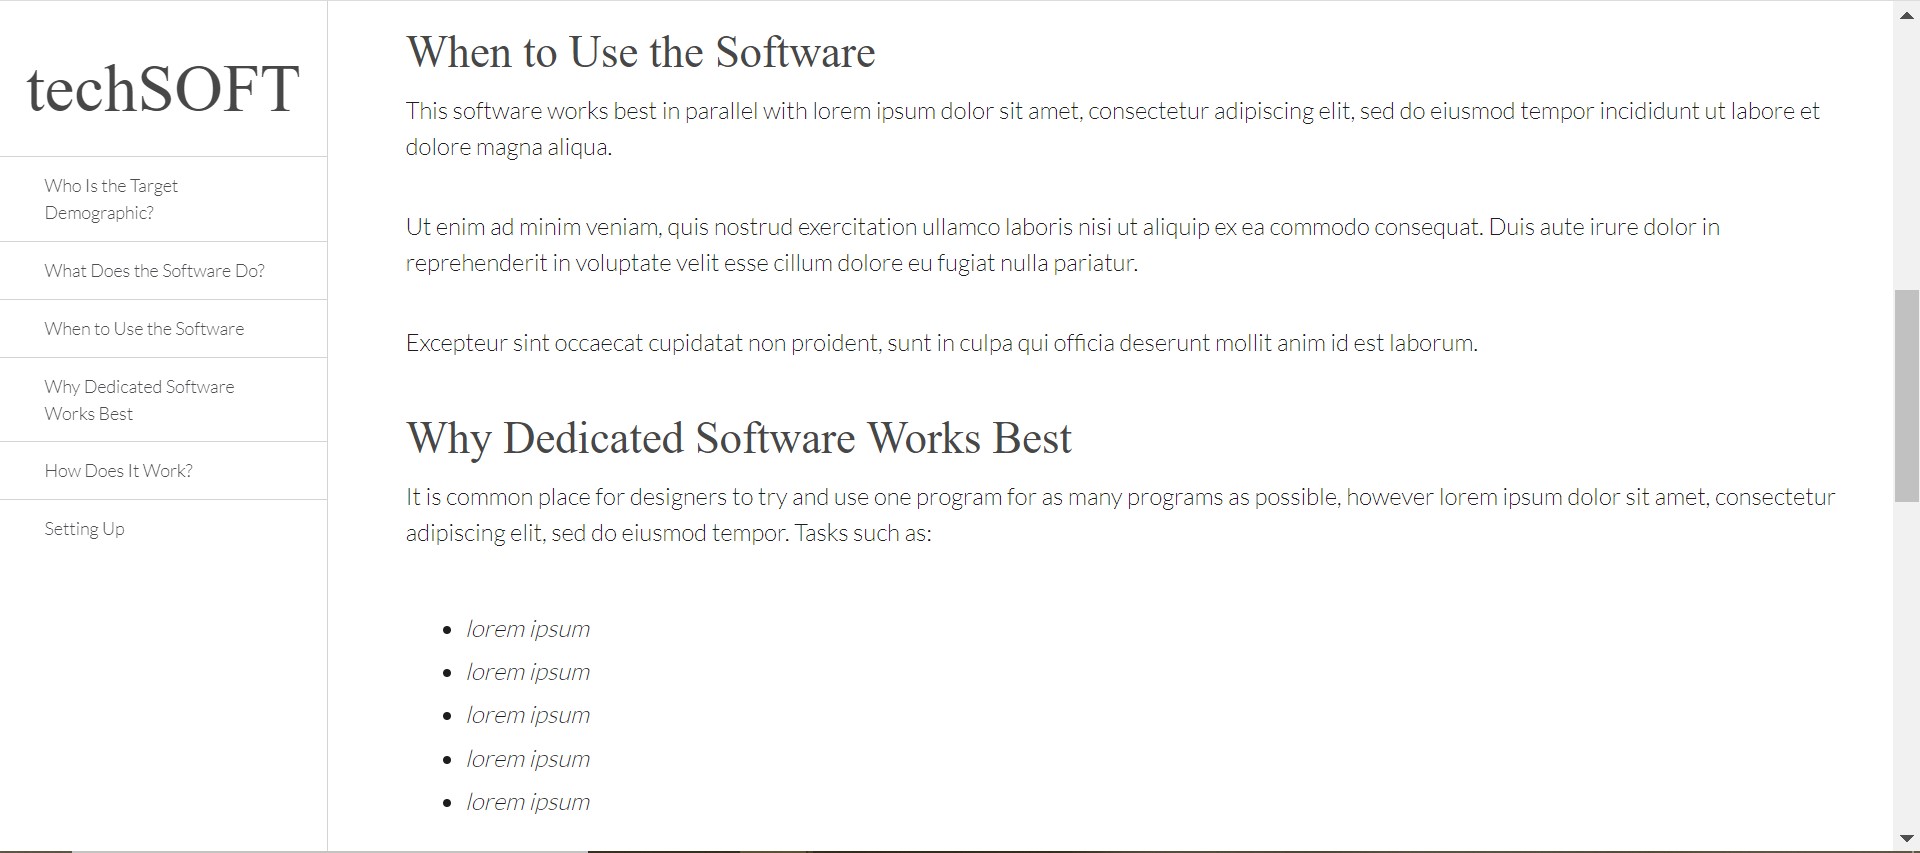 techSOFT
Who Is the Target
Demographic?
What Does the Software Do?
When to Use the Software
Why Dedicated Software
Works Best
How Does It Work?
Setting Up
When to Use the Software
This software works best in parallel with lorem ipsum dolor sit amet, consectetur adipiscing elit, sed do eiusmod tempor incididunt ut labore et
dolore magna aliqua.
Ut enim ad minim veniam, quis nostrud exercitation ullamco laboris nisi ut aliquip ex ea commodo consequat. Duis aute irure dolor in
reprehenderit in voluptate velit esse cillum dolore eu fugiat nulla pariatur.
Excepteur sint occaecat cupidatat non proident, sunt in culpa qui officia deserunt mollit anim id est laborum.
Why Dedicated Software Works Best
It is common place for designers to try and use one program for as many programs as possible, however lorem ipsum dolor sit amet, consectetur
adipiscing elit, sed do eiusmod tempor. Tasks such as:
• lorem ipsum
• lorem ipsum
• lorem ipsum
• lorem ipsum
• lorem ipsum